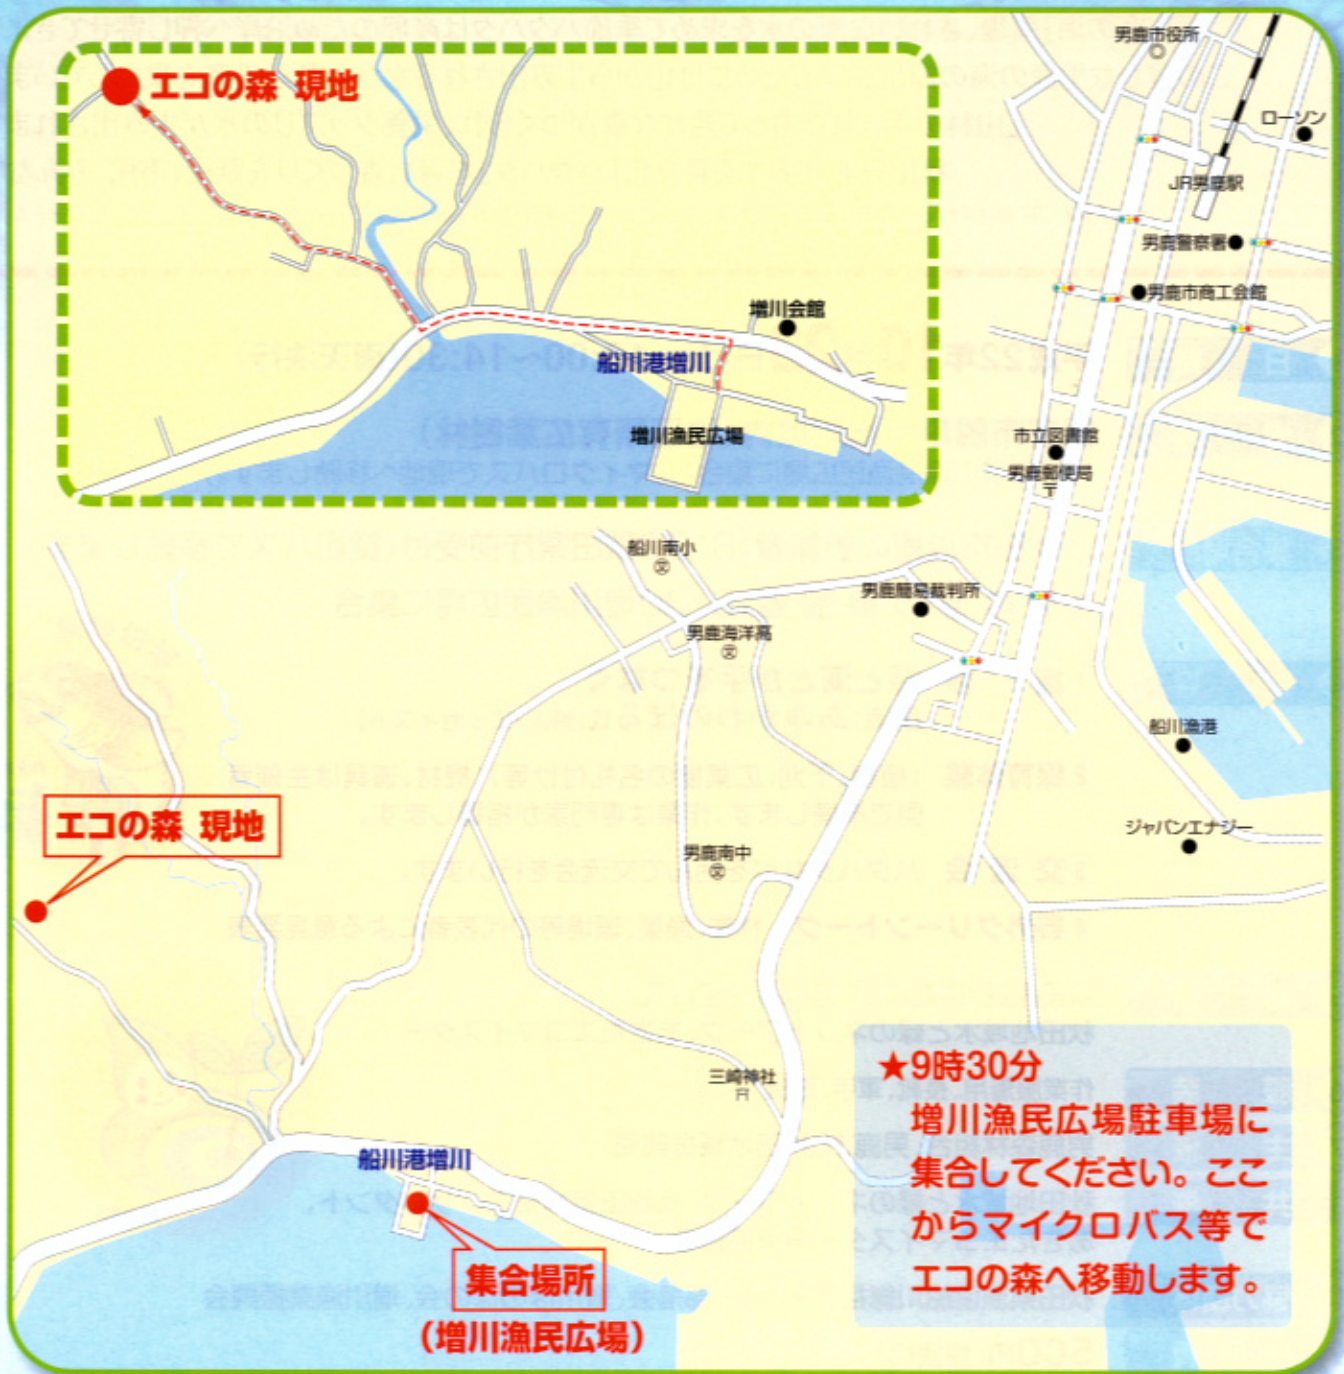 エコの森 現地
増川会館
船川港増川
増川漁民広場
男鹿市役所
ローソン
JR男鹿駅
男鹿警察署
男鹿市商工会館
市立図書館
男鹿郵便局
〒
船川南小
文
男鹿海洋高
文
男鹿簡易裁判所
船川漁港
ジャパンエナジー
男鹿南中
文
エコの森 現地
三崎神社
船川港増川
集合場所
(増川漁民広場)
★9時30分
増川漁民広場駐車場に
集合してください。ここ
からマイクロバス等で
エコの森へ移動します。